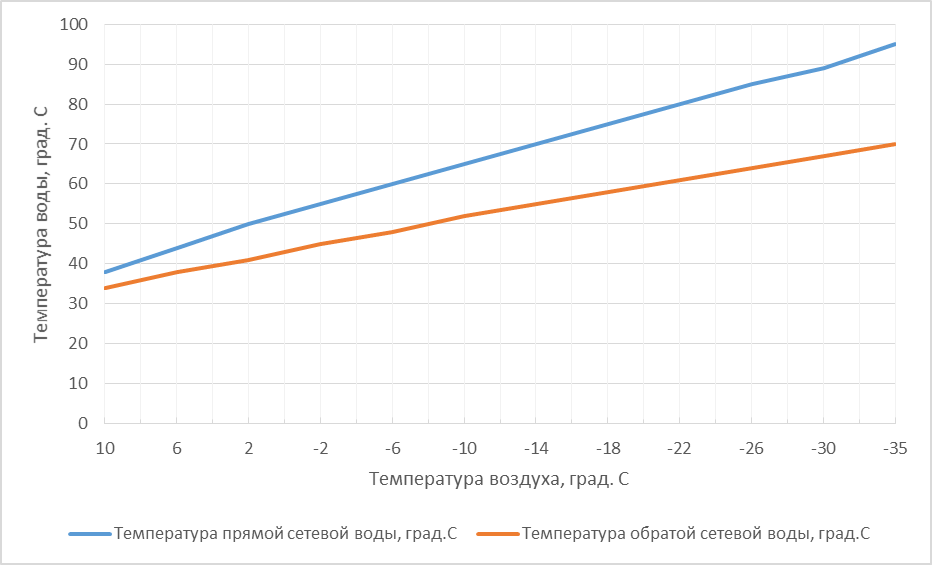 100
90
80
70
60
50
40
30
20
10
0
Температура воды, град. С
10 6 2 -2 -6 -10 -14 -18 -22 -26 -30 -35
Температура воздуха, град. С
Температура прямой сетевой воды, град.С Температура обратой сетевой воды, град.С